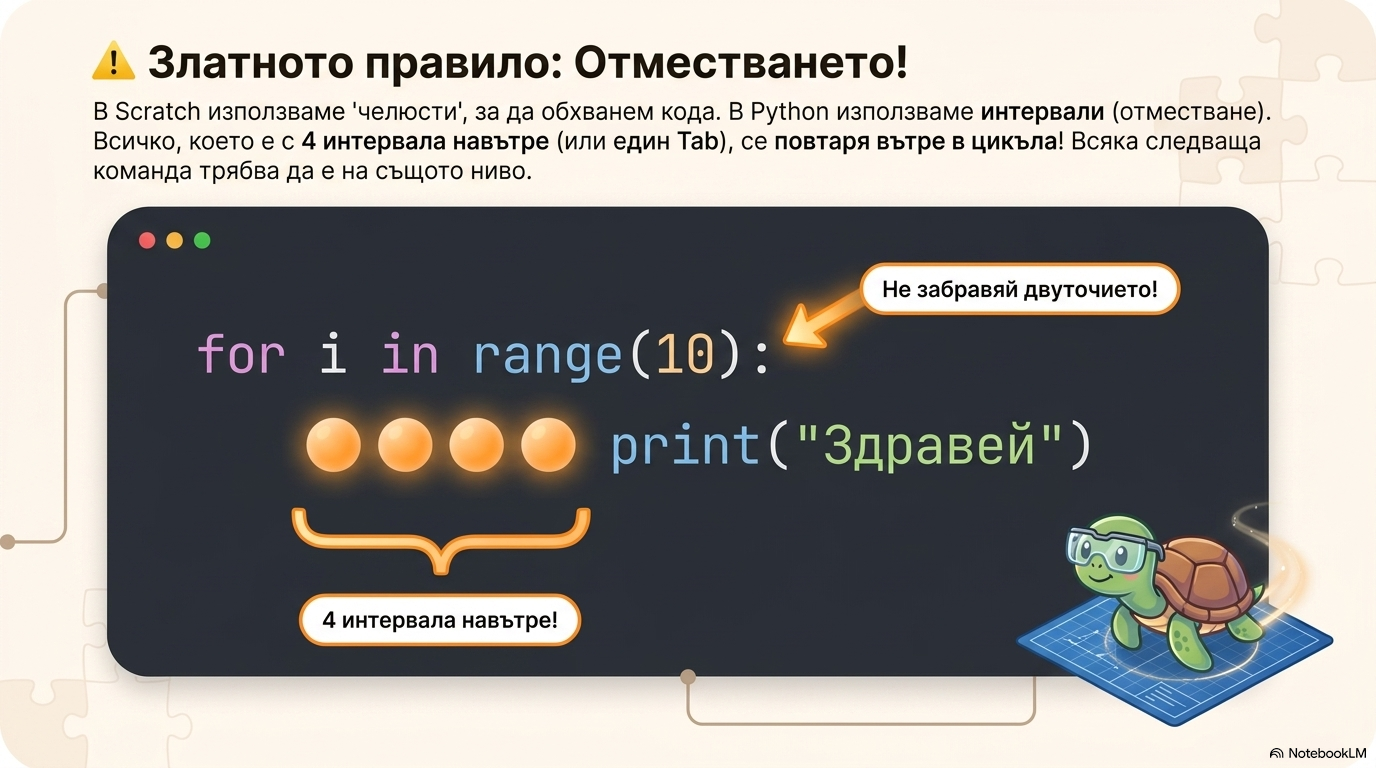 Златното правило: Отместването!
В Scratch използваме 'челюсти', за да обхванем кода. В Python използваме интервали (отместване).
Всичко, което е с 4 интервала навътре (или един Tab), се повтаря вътре в цикъла! Всяка следваща
команда трябва да е на същото ниво.
Не забравяй двуточието!
for i in range(10):
print("Здравей")
4 интервала навътре!
NotebookLM